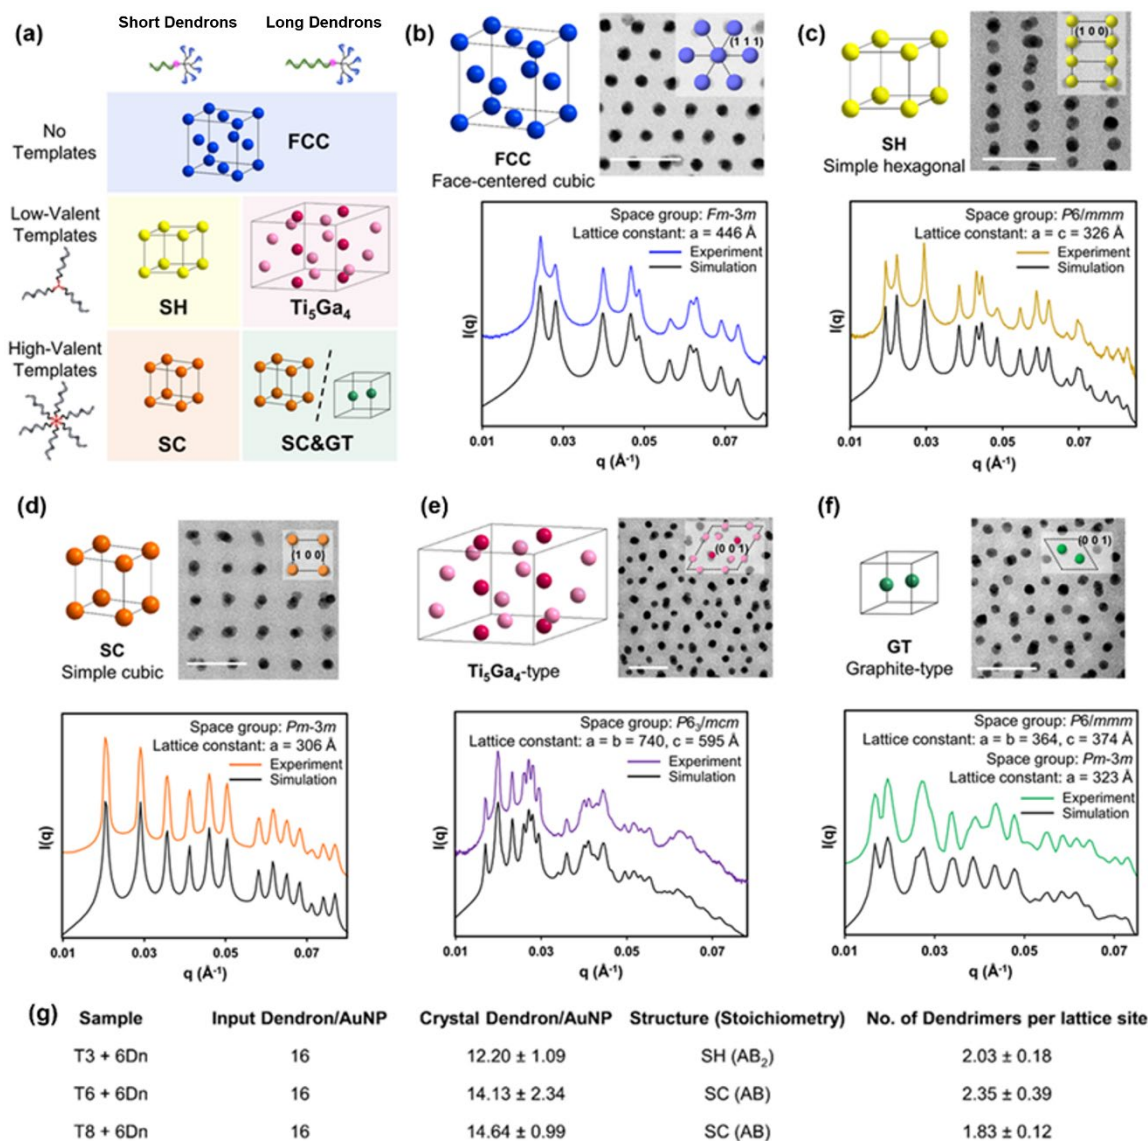 (a)
Short Dendrons
Long Dendrons
No
Templates
FCC
Low-Valent
Templates
SH
Ti₅Ga₄
High-Valent
Templates
SC
SC&GT
(b)
(1 1 1)
FCC
Face-centered cubic
Space group: Fm-3m
Lattice constant: a = 446 Å
Experiment
Simulation
I(q)
0.01 0.03 0.05 0.07
q (Å⁻¹)
(c)
(1 0 0)
SH
Simple hexagonal
Space group: P6/mmm
Lattice constant: a = c = 326 Å
Experiment
Simulation
I(q)
0.01 0.03 0.05 0.07
q (Å⁻¹)
(d)
(1 0 0)
SC
Simple cubic
Space group: Pm-3m
Lattice constant: a = 306 Å
Experiment
Simulation
I(q)
0.01 0.03 0.05 0.07
q (Å⁻¹)
(e)
(0 0 1)
Ti₅Ga₄-type
Space group: P6₃/mcm
Lattice constant: a = b = 740, c = 595 Å
Experiment
Simulation
I(q)
0.01 0.03 0.05 0.07
q (Å⁻¹)
(f)
(0 0 1)
GT
Graphite-type
Space group: P6/mmm
Lattice constant: a = b = 364, c = 374 Å
Space group: Pm-3m
Lattice constant: a = 323 Å
Experiment
Simulation
I(q)
0.01 0.03 0.05 0.07
q (Å⁻¹)
(g)
Sample Input Dendron/AuNP Crystal Dendron/AuNP Structure (Stoichiometry) No. of Dendrimers per lattice site
T3 + 6Dn 16 12.20 ± 1.09 SH (AB₂) 2.03 ± 0.18
T6 + 6Dn 16 14.13 ± 2.34 SC (AB) 2.35 ± 0.39
T8 + 6Dn 16 14.64 ± 0.99 SC (AB) 1.83 ± 0.12